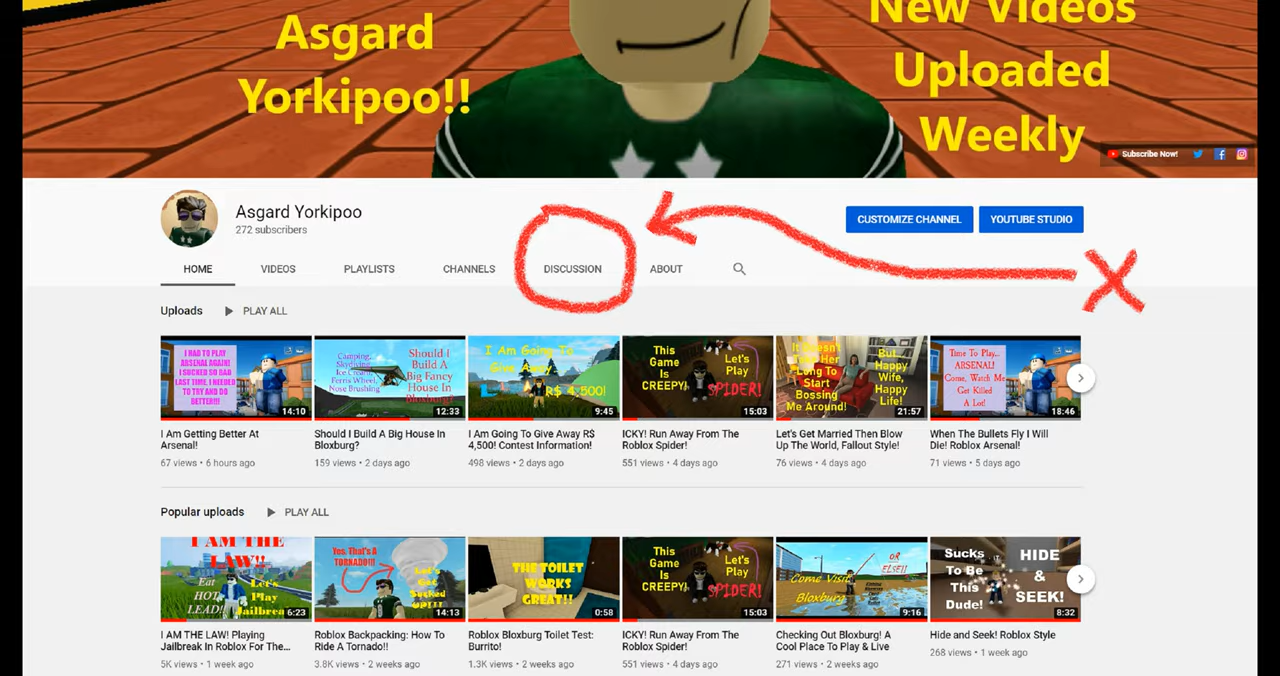 Asgard
Yorkipoo!!
New Videos
Uploaded
Weekly
Subscribe Now!
Asgard Yorkipoo
272 subscribers
CUSTOMIZE CHANNEL
YOUTUBE STUDIO
HOME
VIDEOS
PLAYLISTS
CHANNELS
DISCUSSION
ABOUT
X
Uploads
PLAY ALL
I HAD TO PLAY
ARSENAL AGAIN!
I SUCKED SO BAD
LAST TIME I NEEDED
TO TRY AND DO
BETTER!!!
14:10
Camping,
Skydiving,
Ice Cream,
Ferris Wheel,
Nose Brushing
Should I
Build A
Big Fancy
House In
Bloxburg?
12:33
I Am Going To
Give Away
R$ 4,500!
9:45
This
Game
Is
CREEPY!
Let's
Play
SPIDER!
15:03
It Doesn't
Take Her
Long To
Start
Bossing
Me Around!
But,
Happy
Wife,
Happy
Life!
21:57
Time To Play...
ARSENAL!
Come, Watch Me
Get Killed
A Lot!
18:46
I Am Getting Better At
Arsenal!
67 views • 6 hours ago
Should I Build A Big House In
Bloxburg?
159 views • 2 days ago
I Am Going To Give Away R$
4,500! Contest Information!
498 views • 2 days ago
ICKY! Run Away From The
Roblox Spider!
551 views • 4 days ago
Let's Get Married Then Blow
Up The World, Fallout Style!
76 views • 4 days ago
When The Bullets Fly I Will
Die! Roblox Arsenal!
71 views • 5 days ago
Popular uploads
PLAY ALL
I AM THE
LAW!!
Eat
HOT
LEAD!!
Let's
Play
Jailbreak
6:23
Yes, That's A
TORNADO!!!
Let's
Get
Sucked
UP!!!
14:13
THE TOILET
WORKS
GREAT!!
0:58
This
Game
Is
CREEPY!
Let's
Play
SPIDER!
15:03
Come Visit
Bloxburg
OR
ELSE!!
9:16
Sucks
To Be
This
Dude!
HIDE
&
SEEK!
8:32
I AM THE LAW! Playing
Jailbreak In Roblox For The...
5K views • 1 week ago
Roblox Backpacking: How To
Ride A Tornado!!
3.8K views • 2 weeks ago
Roblox Bloxburg Toilet Test:
Burrito!
1.3K views • 2 weeks ago
ICKY! Run Away From The
Roblox Spider!
551 views • 4 days ago
Checking Out Bloxburg! A
Cool Place To Play & Live
271 views • 2 weeks ago
Hide and Seek! Roblox Style
268 views • 1 week ago